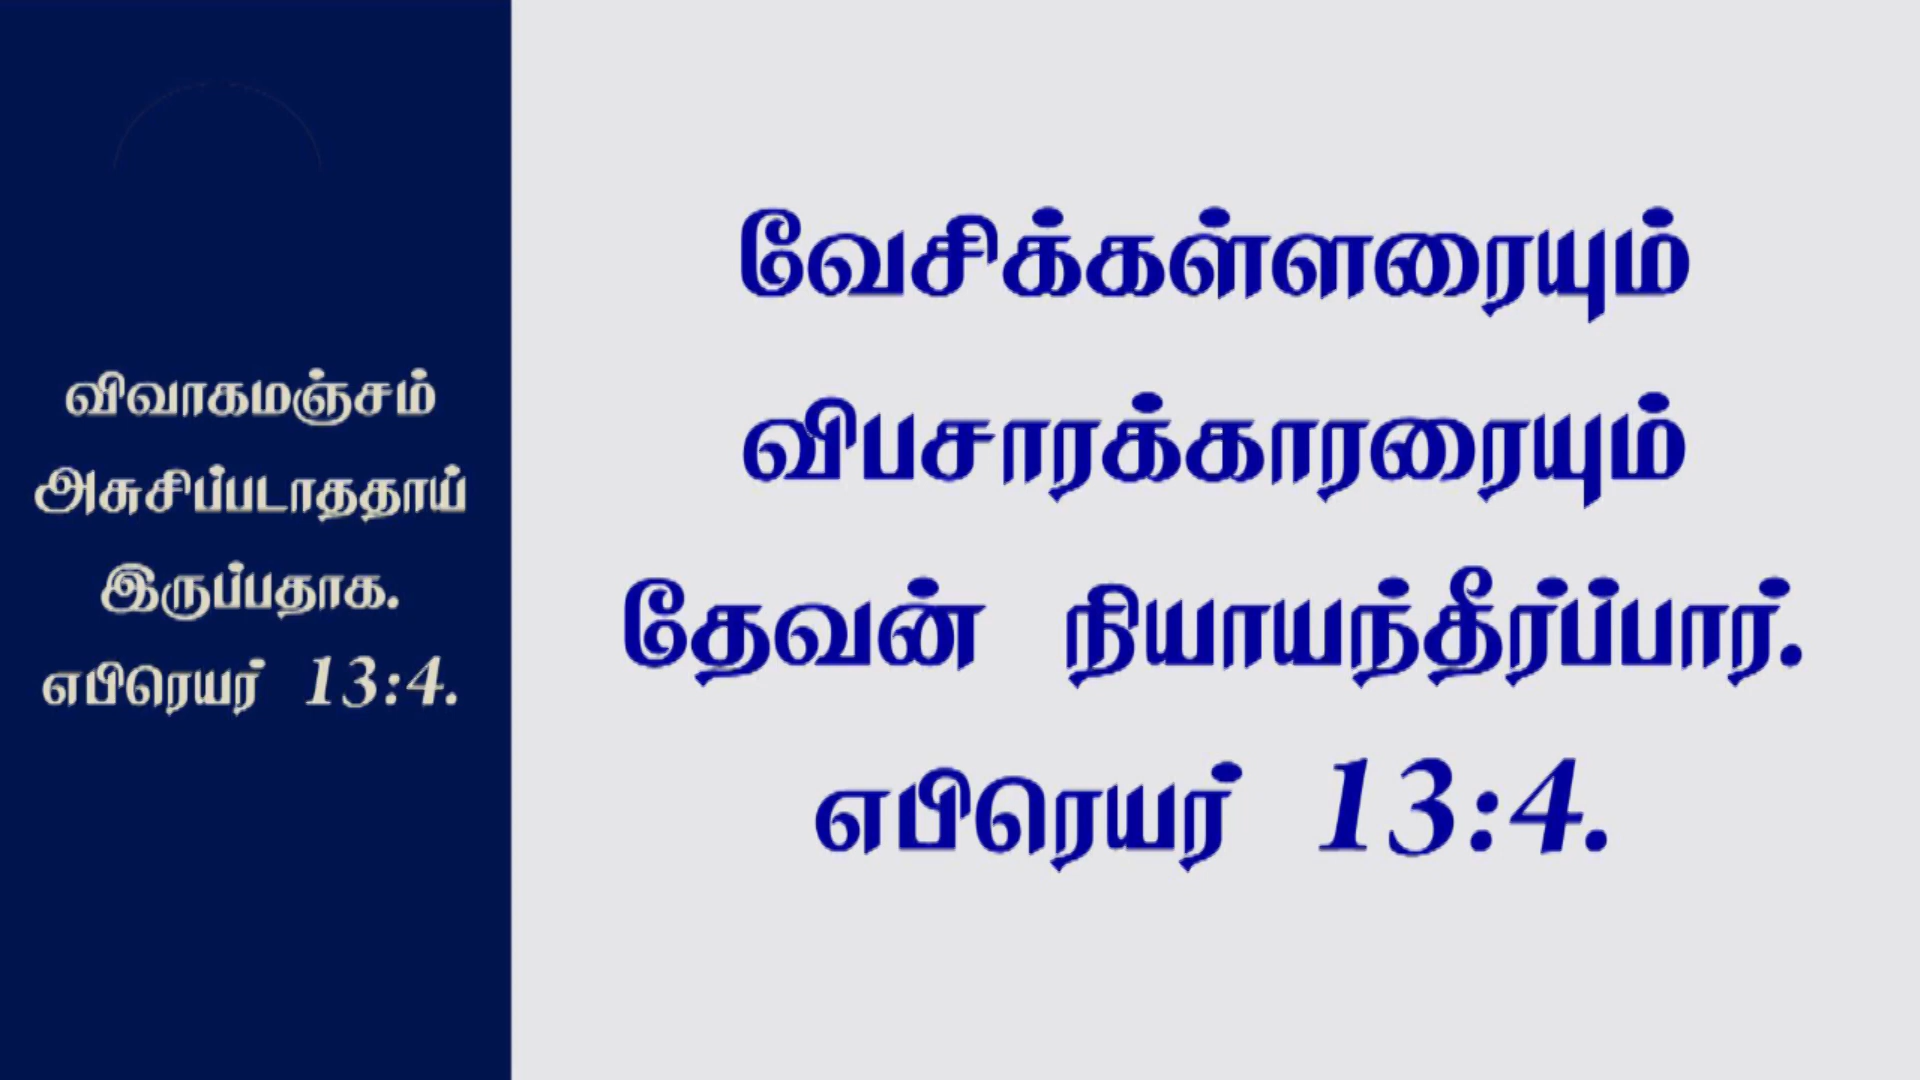 விவாகமஞ்சம்
அசுசிப்படாததாய்
இருப்பதாக.
எபிரெயர் 13:4.
வேசிக்கள்ளரையும்
விபசாரக்காரரையும்
தேவன் நியாயந்தீர்ப்பார்.
எபிரெயர் 13:4.